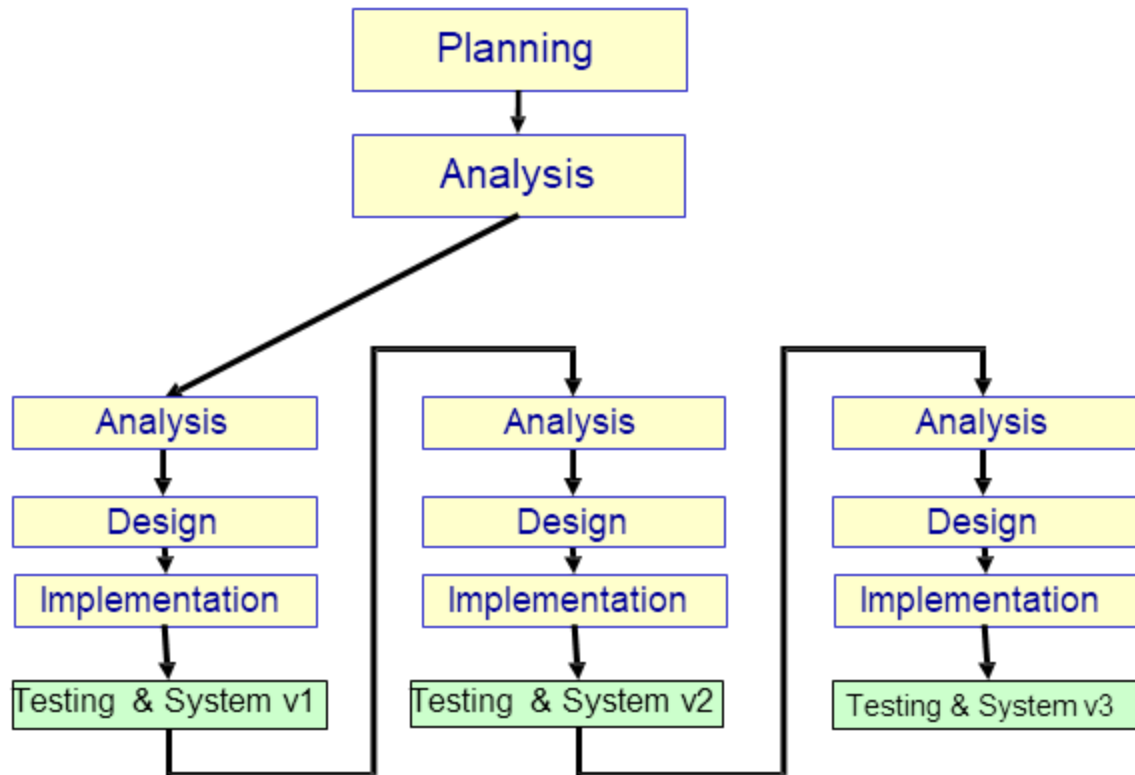 Planning
Analysis
Analysis
Design
Implementation
Testing & System v1
Analysis
Design
Implementation
Testing & System v2
Analysis
Design
Implementation
Testing & System v3